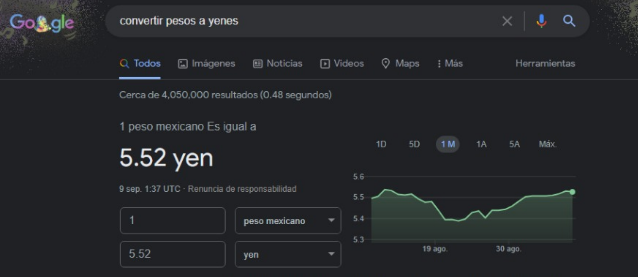 Google
convertir pesos a yenes
Todos Imágenes Noticias Videos Maps Más Herramientas
Cerca de 4,050,000 resultados (0.48 segundos)
1 peso mexicano Es igual a
5.52 yen
9 sep. 1:37 UTC · Renuncia de responsabilidad
1 peso mexicano
5.52 yen
1D 5D 1 M 1A 5A Máx.
5.6
5.5
5.4
5.3
19 ago. 30 ago.